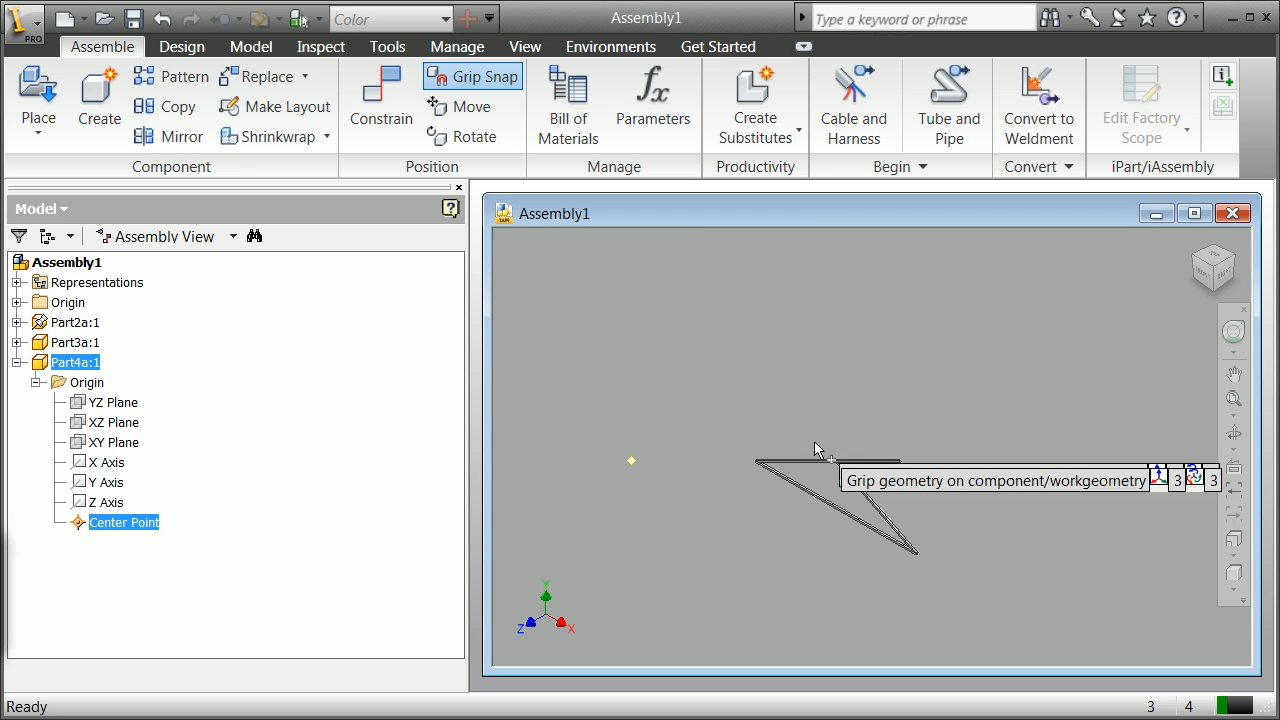 PRO
Color
Assembly1
Type a keyword or phrase
Assemble
Design
Model
Inspect
Tools
Manage
View
Environments
Get Started
Place
Create
Pattern
Copy
Mirror
Replace
Make Layout
Shrinkwrap
Component
Constrain
Grip Snap
Move
Rotate
Position
Bill of
Materials
Parameters
Manage
Create
Substitutes
Productivity
Cable and
Harness
Tube and
Pipe
Begin
Convert to
Weldment
Convert
Edit Factory
Scope
iPart/iAssembly
Model
Assembly View
Assembly1
Representations
Origin
Part2a:1
Part3a:1
Part4a:1
Origin
YZ Plane
XZ Plane
XY Plane
X Axis
Y Axis
Z Axis
Center Point
Assembly1
Grip geometry on component/workgeometry
3
3
Y
Z
X
Ready
3
4